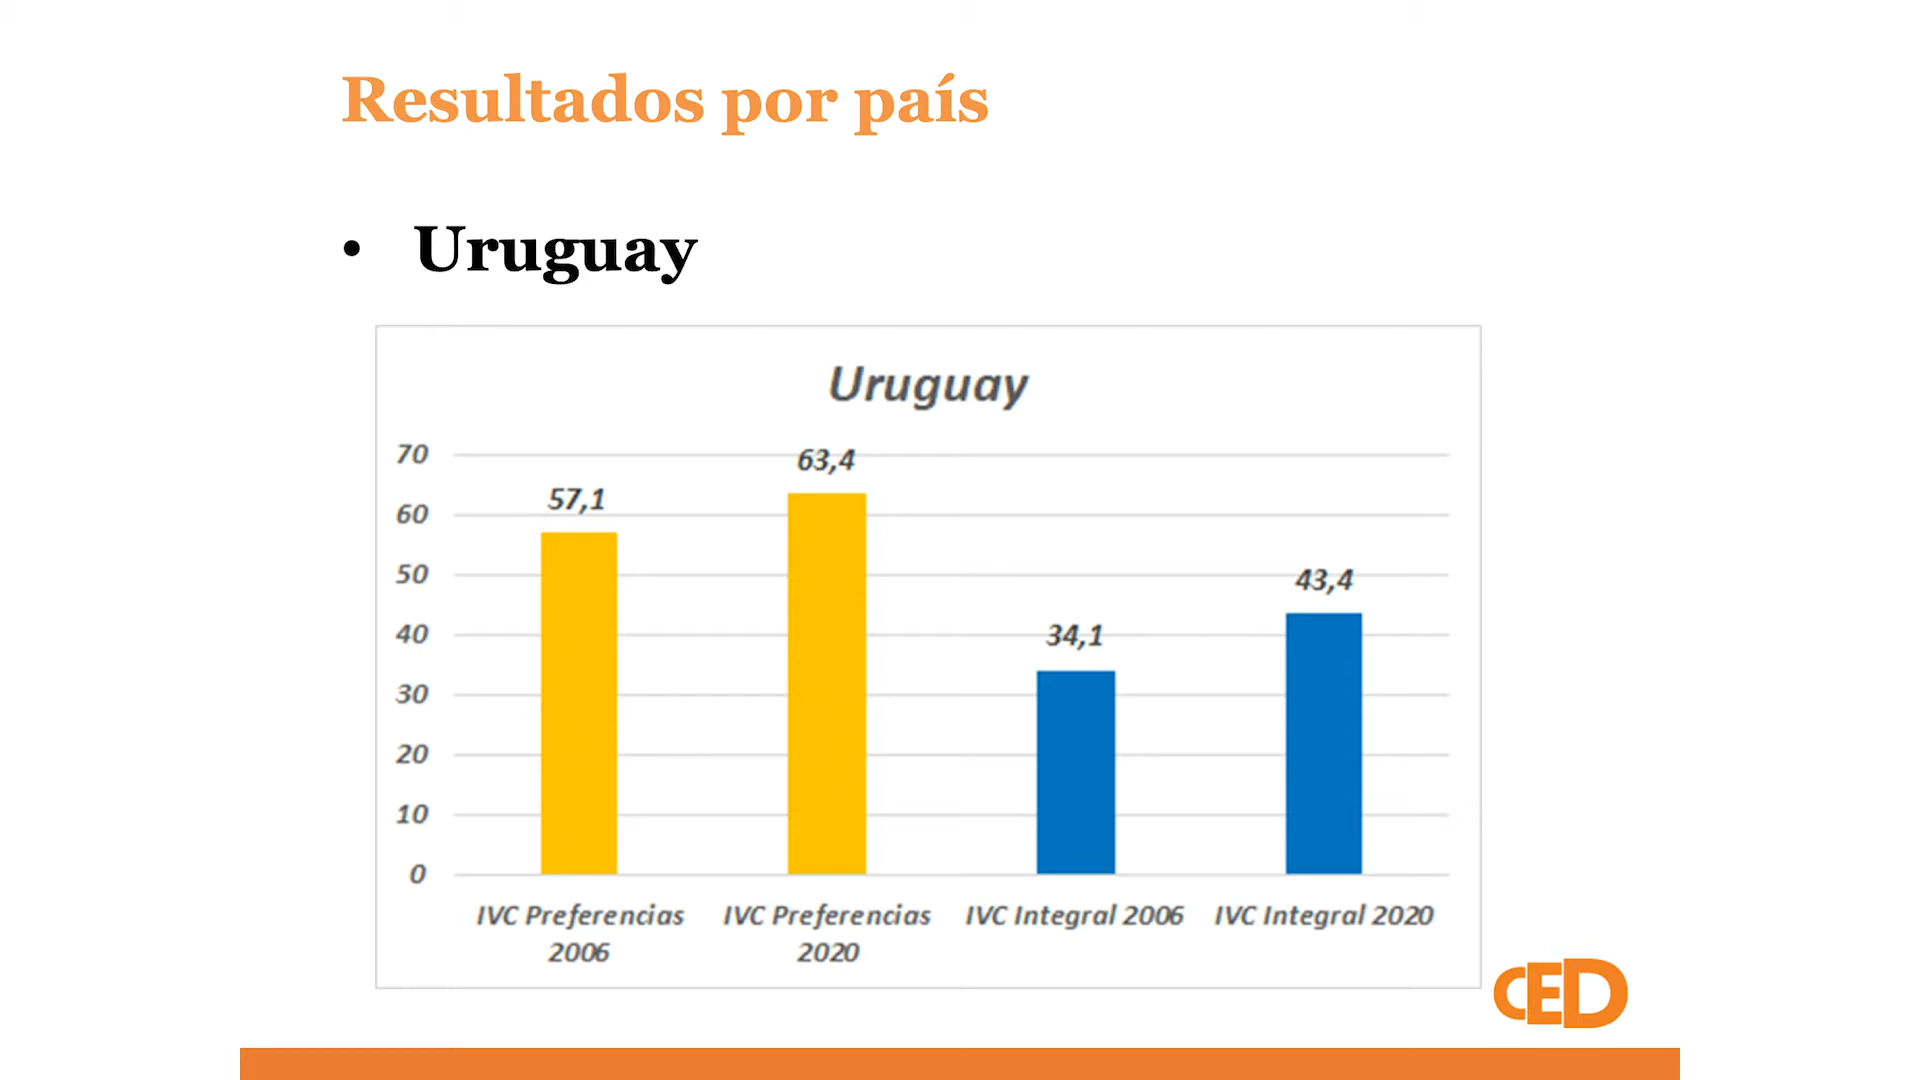 Resultados por país
• Uruguay
Uruguay
70
60
50
40
30
20
10
0
57,1
63,4
34,1
43,4
IVC Preferencias
2006
IVC Preferencias
2020
IVC Integral 2006
IVC Integral 2020
CED